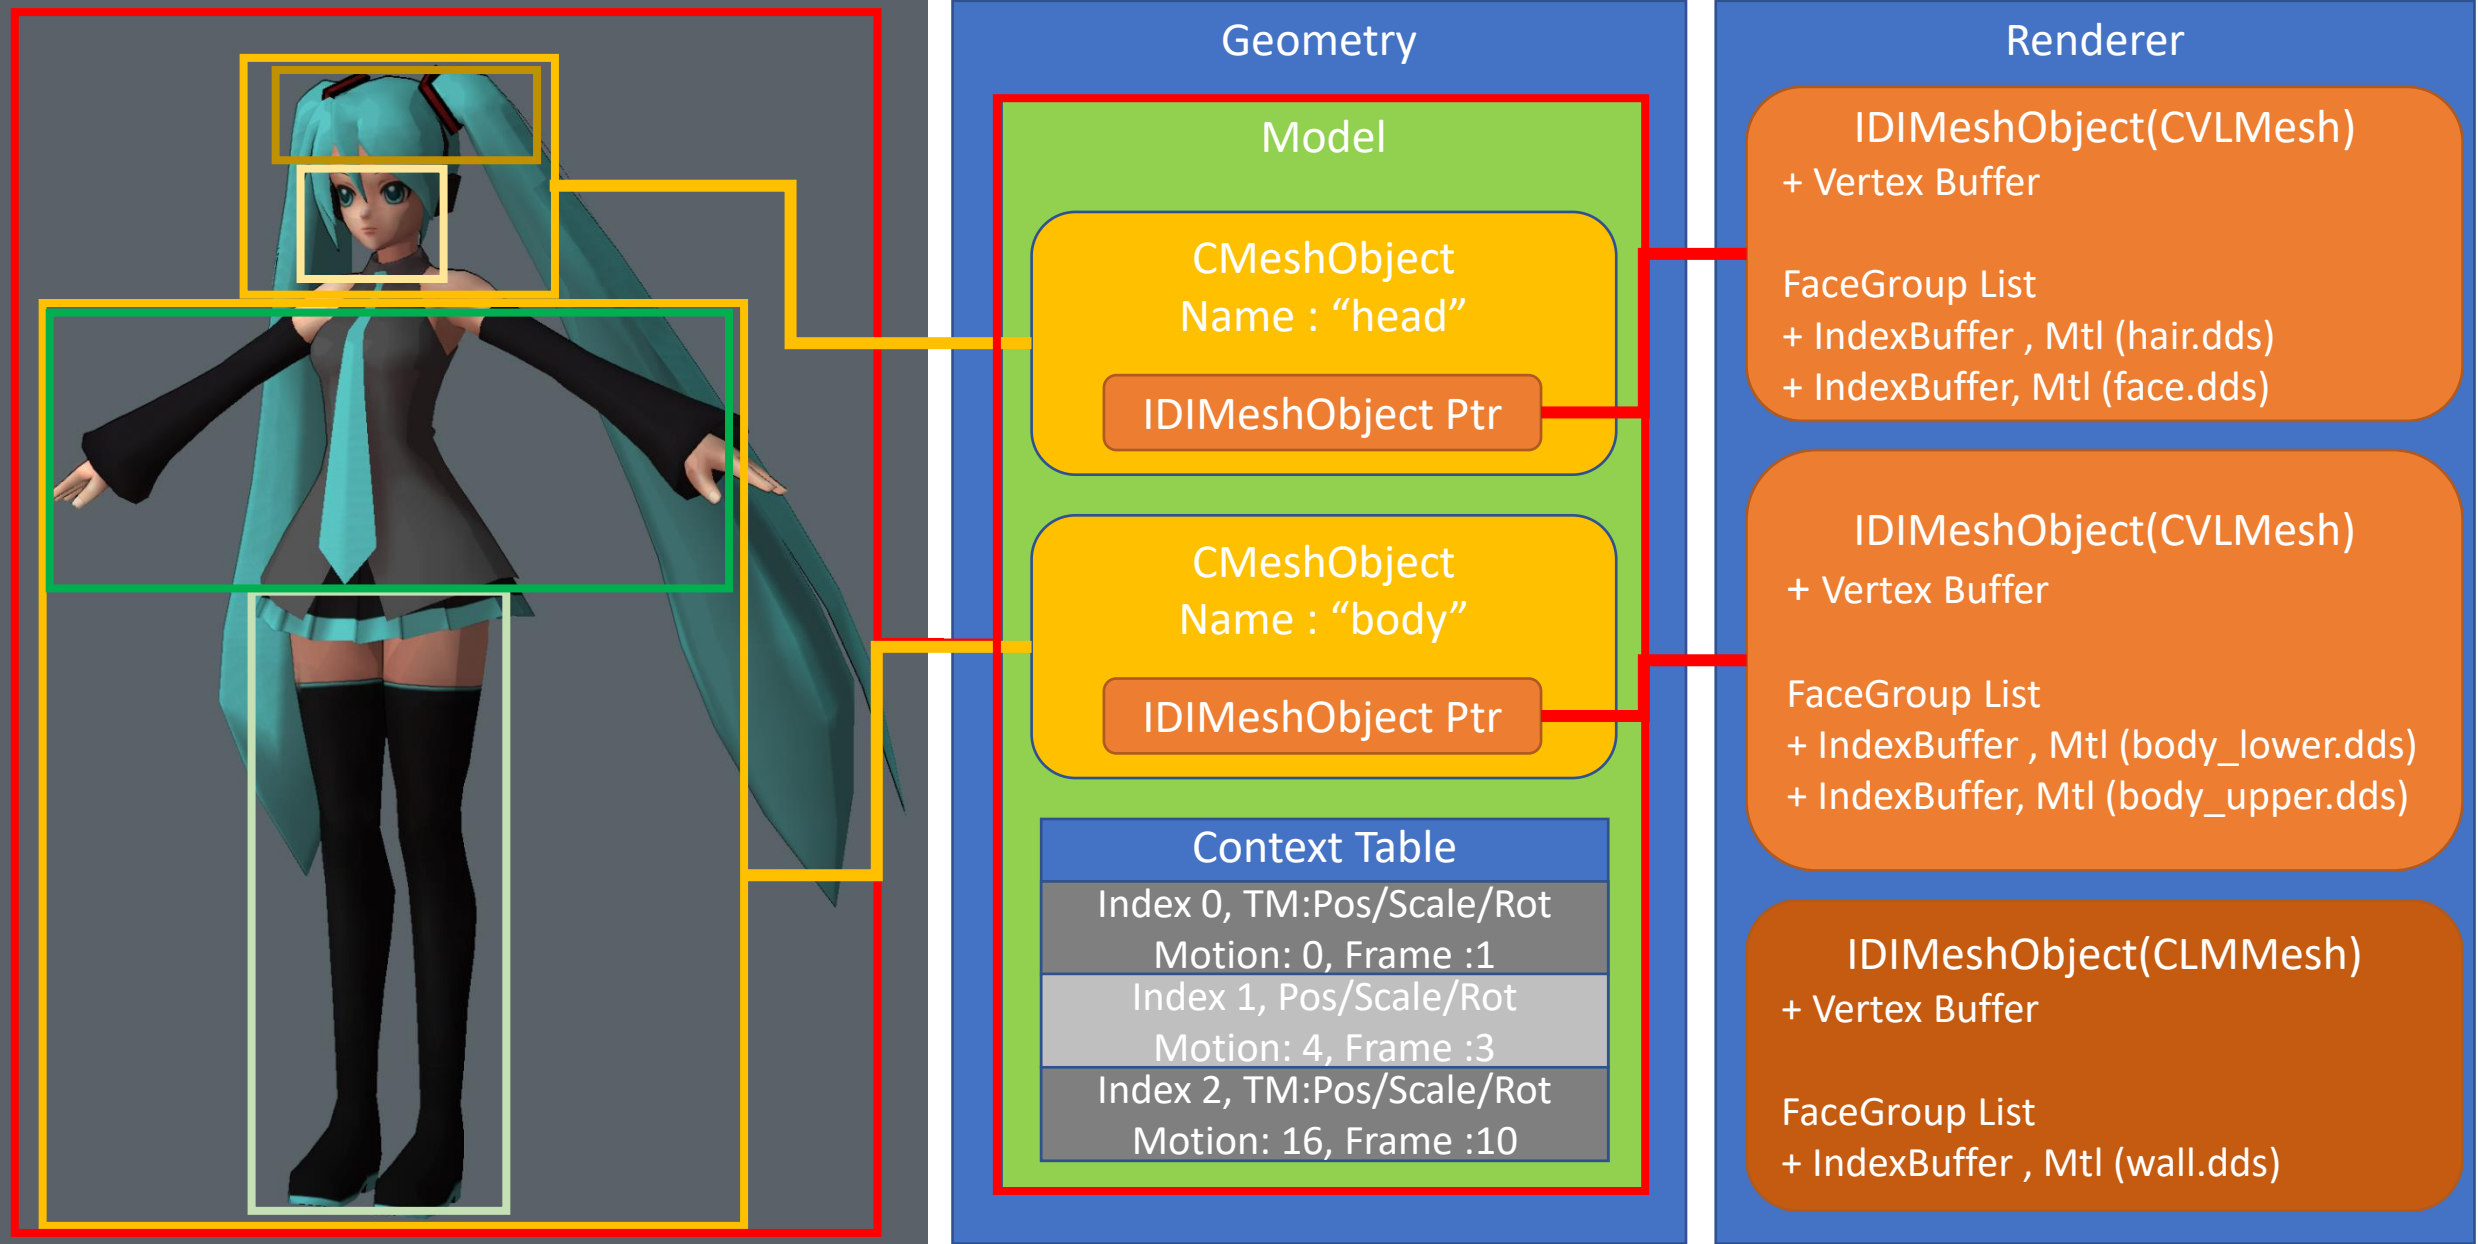 Geometry
Model
CMeshObject
Name : “head”
IDIMeshObject Ptr
CMeshObject
Name : “body”
IDIMeshObject Ptr
Context Table
Index 0, TM:Pos/Scale/Rot
Motion: 0, Frame :1
Index 1, Pos/Scale/Rot
Motion: 4, Frame :3
Index 2, TM:Pos/Scale/Rot
Motion: 16, Frame :10
Renderer
IDIMeshObject(CVLMesh)
+ Vertex Buffer
FaceGroup List
+ IndexBuffer , Mtl (hair.dds)
+ IndexBuffer, Mtl (face.dds)
IDIMeshObject(CVLMesh)
+ Vertex Buffer
FaceGroup List
+ IndexBuffer , Mtl (body_lower.dds)
+ IndexBuffer, Mtl (body_upper.dds)
IDIMeshObject(CLMMesh)
+ Vertex Buffer
FaceGroup List
+ IndexBuffer , Mtl (wall.dds)